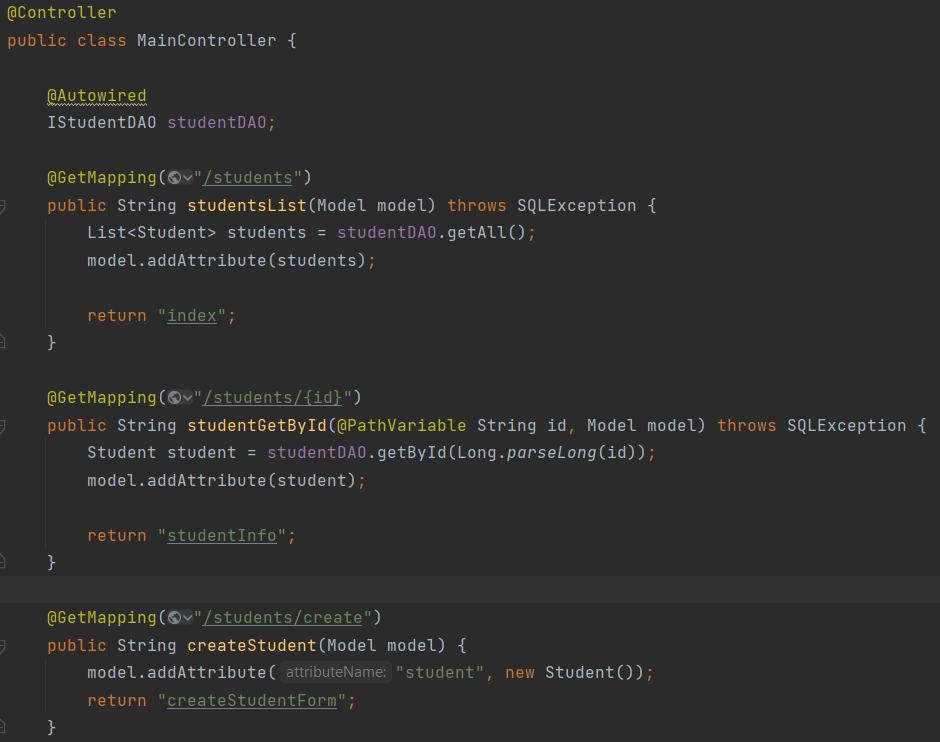 @Controller
public class MainController {
@Autowired
IStudentDAO studentDAO;
@GetMapping("/students")
public String studentsList(Model model) throws SQLException {
List<Student> students = studentDAO.getAll();
model.addAttribute(students);
return "index";
}
@GetMapping("/students/{id}")
public String studentGetById(@PathVariable String id, Model model) throws SQLException {
Student student = studentDAO.getById(Long.parseLong(id));
model.addAttribute(student);
return "studentInfo";
}
@GetMapping("/students/create")
public String createStudent(Model model) {
model.addAttribute( attributeName: "student", new Student());
return "createStudentForm";
}